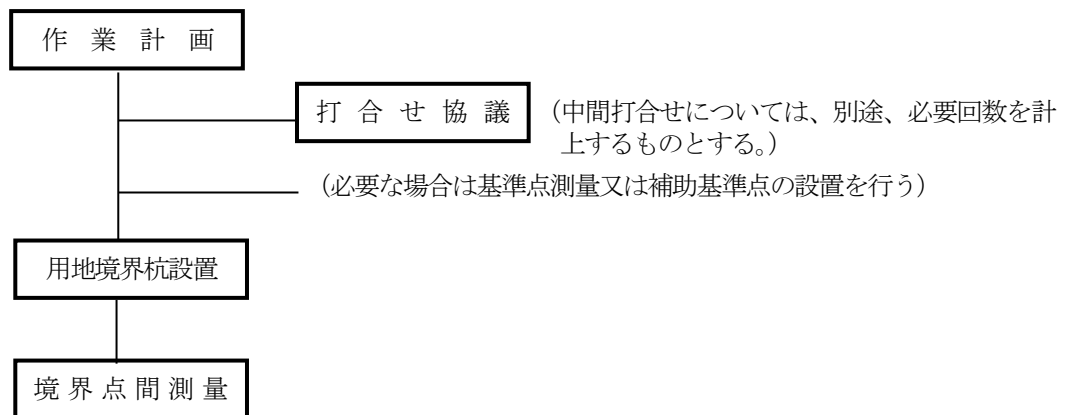 作業計画
打合せ協議
（中間打合せについては、別途、必要回数を計
上するものとする。）
（必要な場合は基準点測量又は補助基準点の設置を行う）
用地境界杭設置
境界点間測量